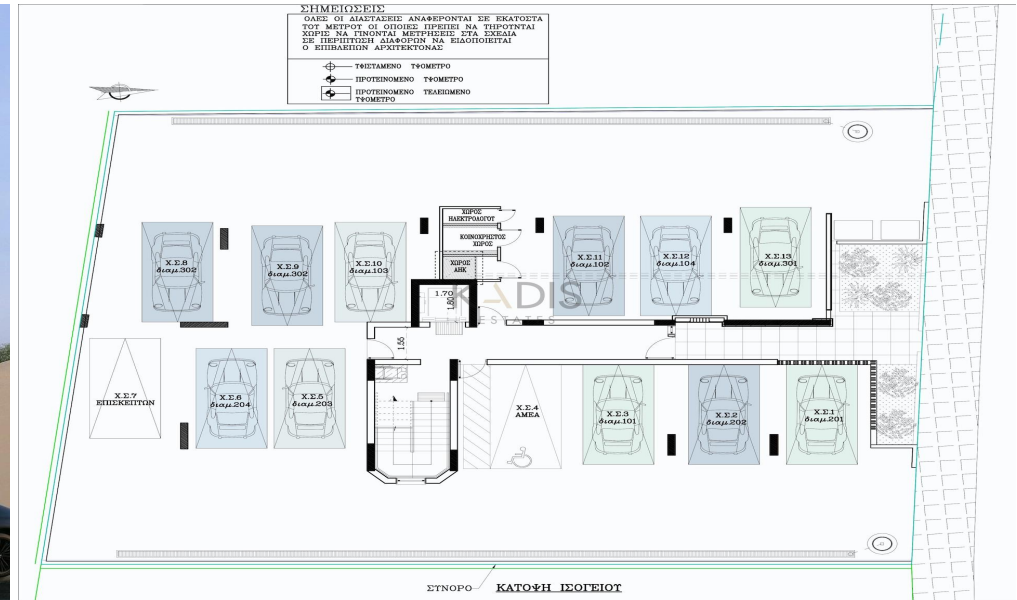 ΣΗΜΕΙΩΣΕΙΣ
ΟΛΕΣ ΟΙ ΔΙΑΣΤΑΣΕΙΣ ΑΝΑΦΕΡΟΝΤΑΙ ΣΕ ΕΚΑΤΟΣΤΑ
ΤΟΥ ΜΕΤΡΟΥ ΟΙ ΟΠΟΙΕΣ ΠΡΕΠΕΙ ΝΑ ΤΗΡΟΥΝΤΑΙ
ΧΩΡΙΣ ΝΑ ΓΙΝΟΝΤΑΙ ΜΕΤΡΗΣΕΙΣ ΣΤΑ ΣΧΕΔΙΑ
ΣΕ ΠΕΡΙΠΤΩΣΗ ΔΙΑΦΟΡΩΝ ΝΑ ΕΙΔΟΠΟΙΕΙΤΑΙ
Ο ΕΠΙΒΛΕΠΩΝ ΑΡΧΙΤΕΚΤΟΝΑΣ
ΥΦΙΣΤΑΜΕΝΟ ΥΨΟΜΕΤΡΟ
ΠΡΟΤΕΙΝΟΜΕΝΟ ΥΨΟΜΕΤΡΟ
ΠΡΟΤΕΙΝΟΜΕΝΟ ΤΕΛΕΙΩΜΕΝΟ
ΥΨΟΜΕΤΡΟ
ΧΩΡΟΣ
ΗΛΕΚΤΡΟΛΟΓΟΥ
ΚΟΙΝΟΧΡΗΣΤΟΣ
ΧΩΡΟΣ
ΧΩΡΟΣ
ΑΗΚ
Χ.Σ.8
διαμ.302
Χ.Σ.9
διαμ.302
Χ.Σ.10
διαμ.103
Χ.Σ.11
διαμ.102
Χ.Σ.12
διαμ.104
Χ.Σ.13
διαμ.301
1.70
1.80
KADIS
ESTATES
1.55
Χ.Σ.7
ΕΠΙΣΚΕΠΤΩΝ
Χ.Σ.6
διαμ.204
Χ.Σ.5
διαμ.203
Χ.Σ.4
ΑΜΕΑ
Χ.Σ.3
διαμ.101
Χ.Σ.2
διαμ.202
Χ.Σ.1
διαμ.201
ΣΥΝΟΡΟ
ΚΑΤΟΨΗ ΙΣΟΓΕΙΟΥ